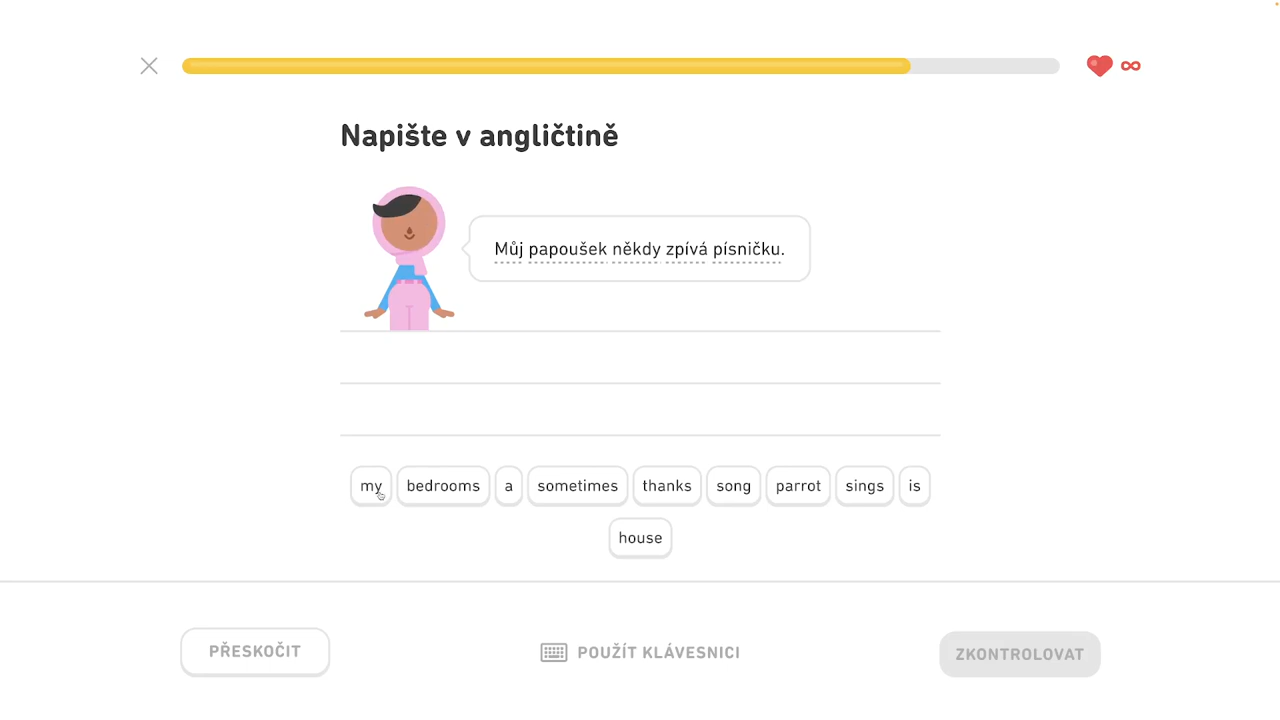 Napište v angličtině
Můj papoušek někdy zpívá písničku.
my bedrooms a sometimes thanks song parrot sings is
house
PŘESKOČIT POUŽÍT KLÁVESNICI ZKONTROLOVAT